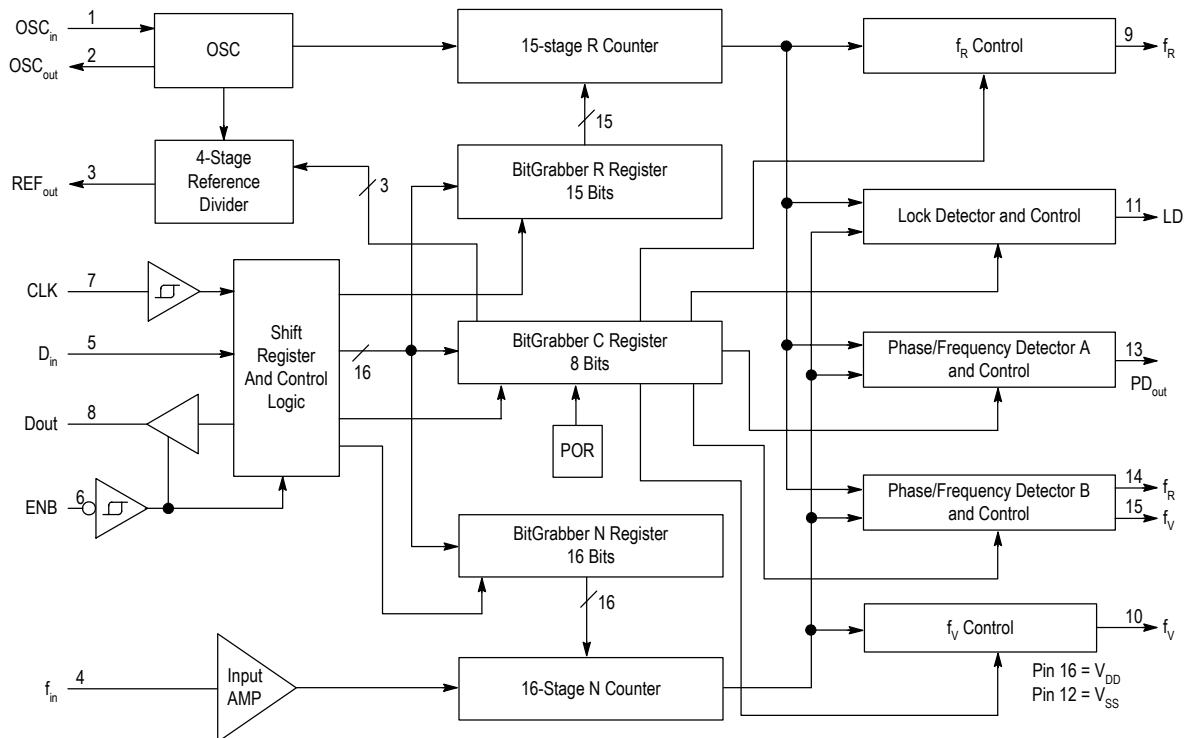 OSCin
1
OSCout
2
OSC
15-stage R Counter
fR Control
9
fR
15
REFout
3
4-Stage
Reference
Divider
3
BitGrabber R Register
15 Bits
Lock Detector and Control
11
LD
CLK
7
Din
5
Shift
Register
And Control
Logic
16
BitGrabber C Register
8 Bits
Phase/Frequency Detector A
and Control
13
PDout
Dout
8
POR
ENB
6
Phase/Frequency Detector B
and Control
14
fR
15
fV
BitGrabber N Register
16 Bits
16
fV Control
10
fV
fin
4
Input
AMP
16-Stage N Counter
Pin 16 = VDD
Pin 12 = VSS